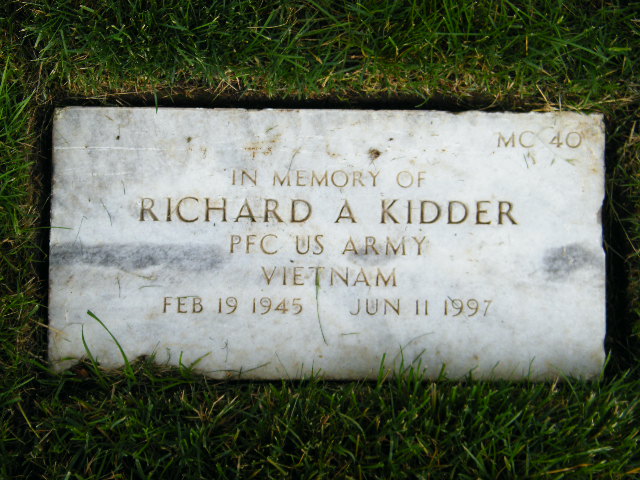 MC 40
IN MEMORY OF
RICHARD A KIDDER
PFC US ARMY
VIETNAM
FEB 19 1945 JUN 11 1997